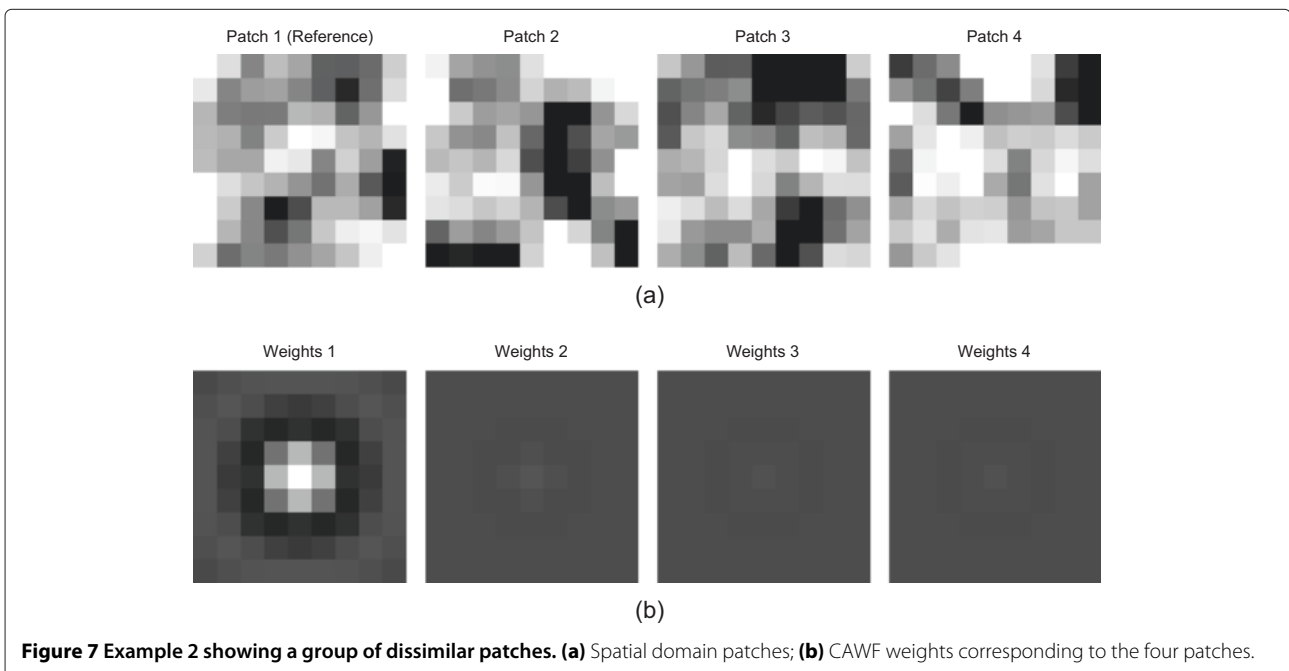 Patch 1 (Reference) Patch 2 Patch 3 Patch 4
(a)
Weights 1 Weights 2 Weights 3 Weights 4
(b)
Figure 7 Example 2 showing a group of dissimilar patches. (a) Spatial domain patches; (b) CAWF weights corresponding to the four patches.